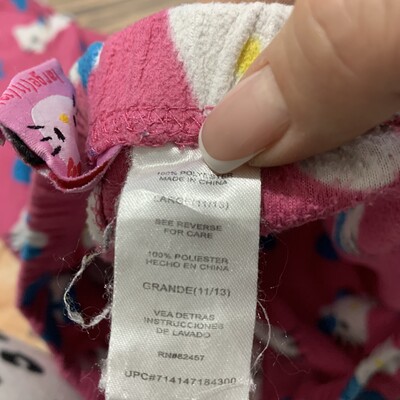 100% POLYESTER
MADE IN CHINA
LARGE(11/13)
SEE REVERSE
FOR CARE
100% POLIESTER
HECHO EN CHINA
GRANDE(11/13)
VEA DETRAS
INSTRUCCIONES
DE LAVADO
RN#62457
UPC#714147184300